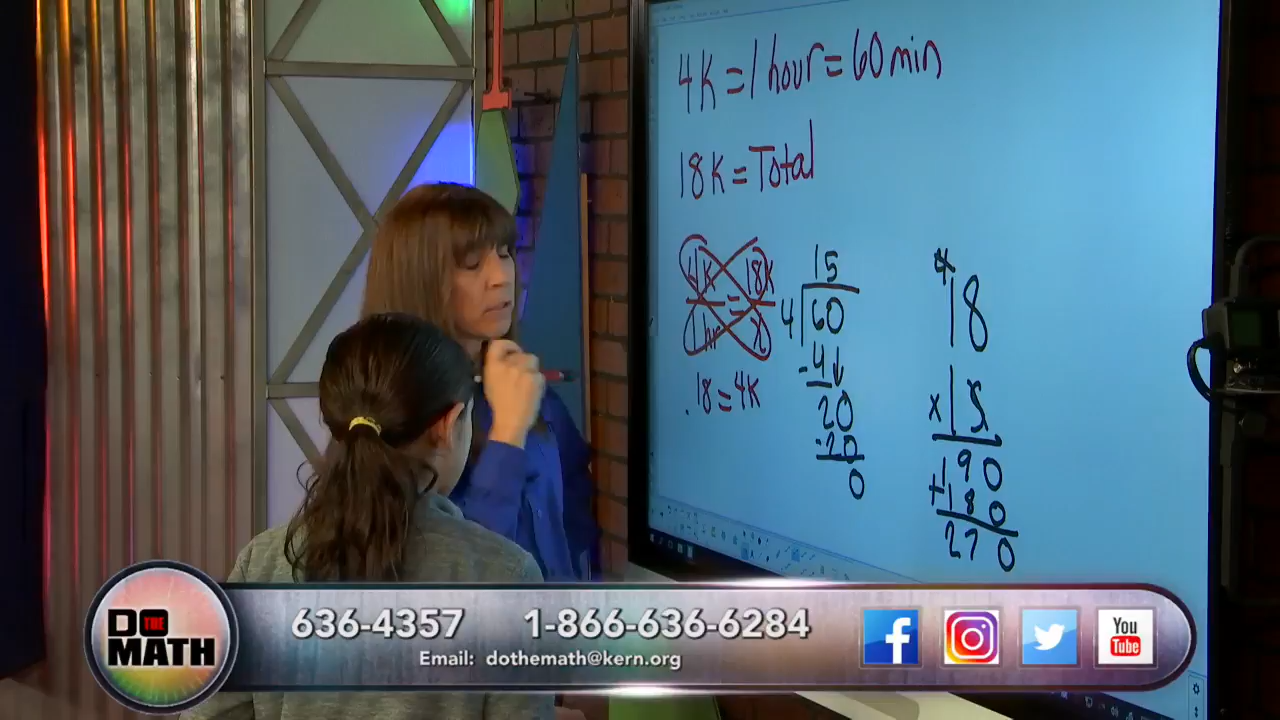 4K = 1 hour = 60 min
18K = Total
4K = 18K
1hr x
.18 = 4K
15
4 60
-4↓
20
-20
0
4
18
x 15
190
+180
270
DO THE MATH
636-4357 1-866-636-6284
Email: dothemath@kern.org
You Tube